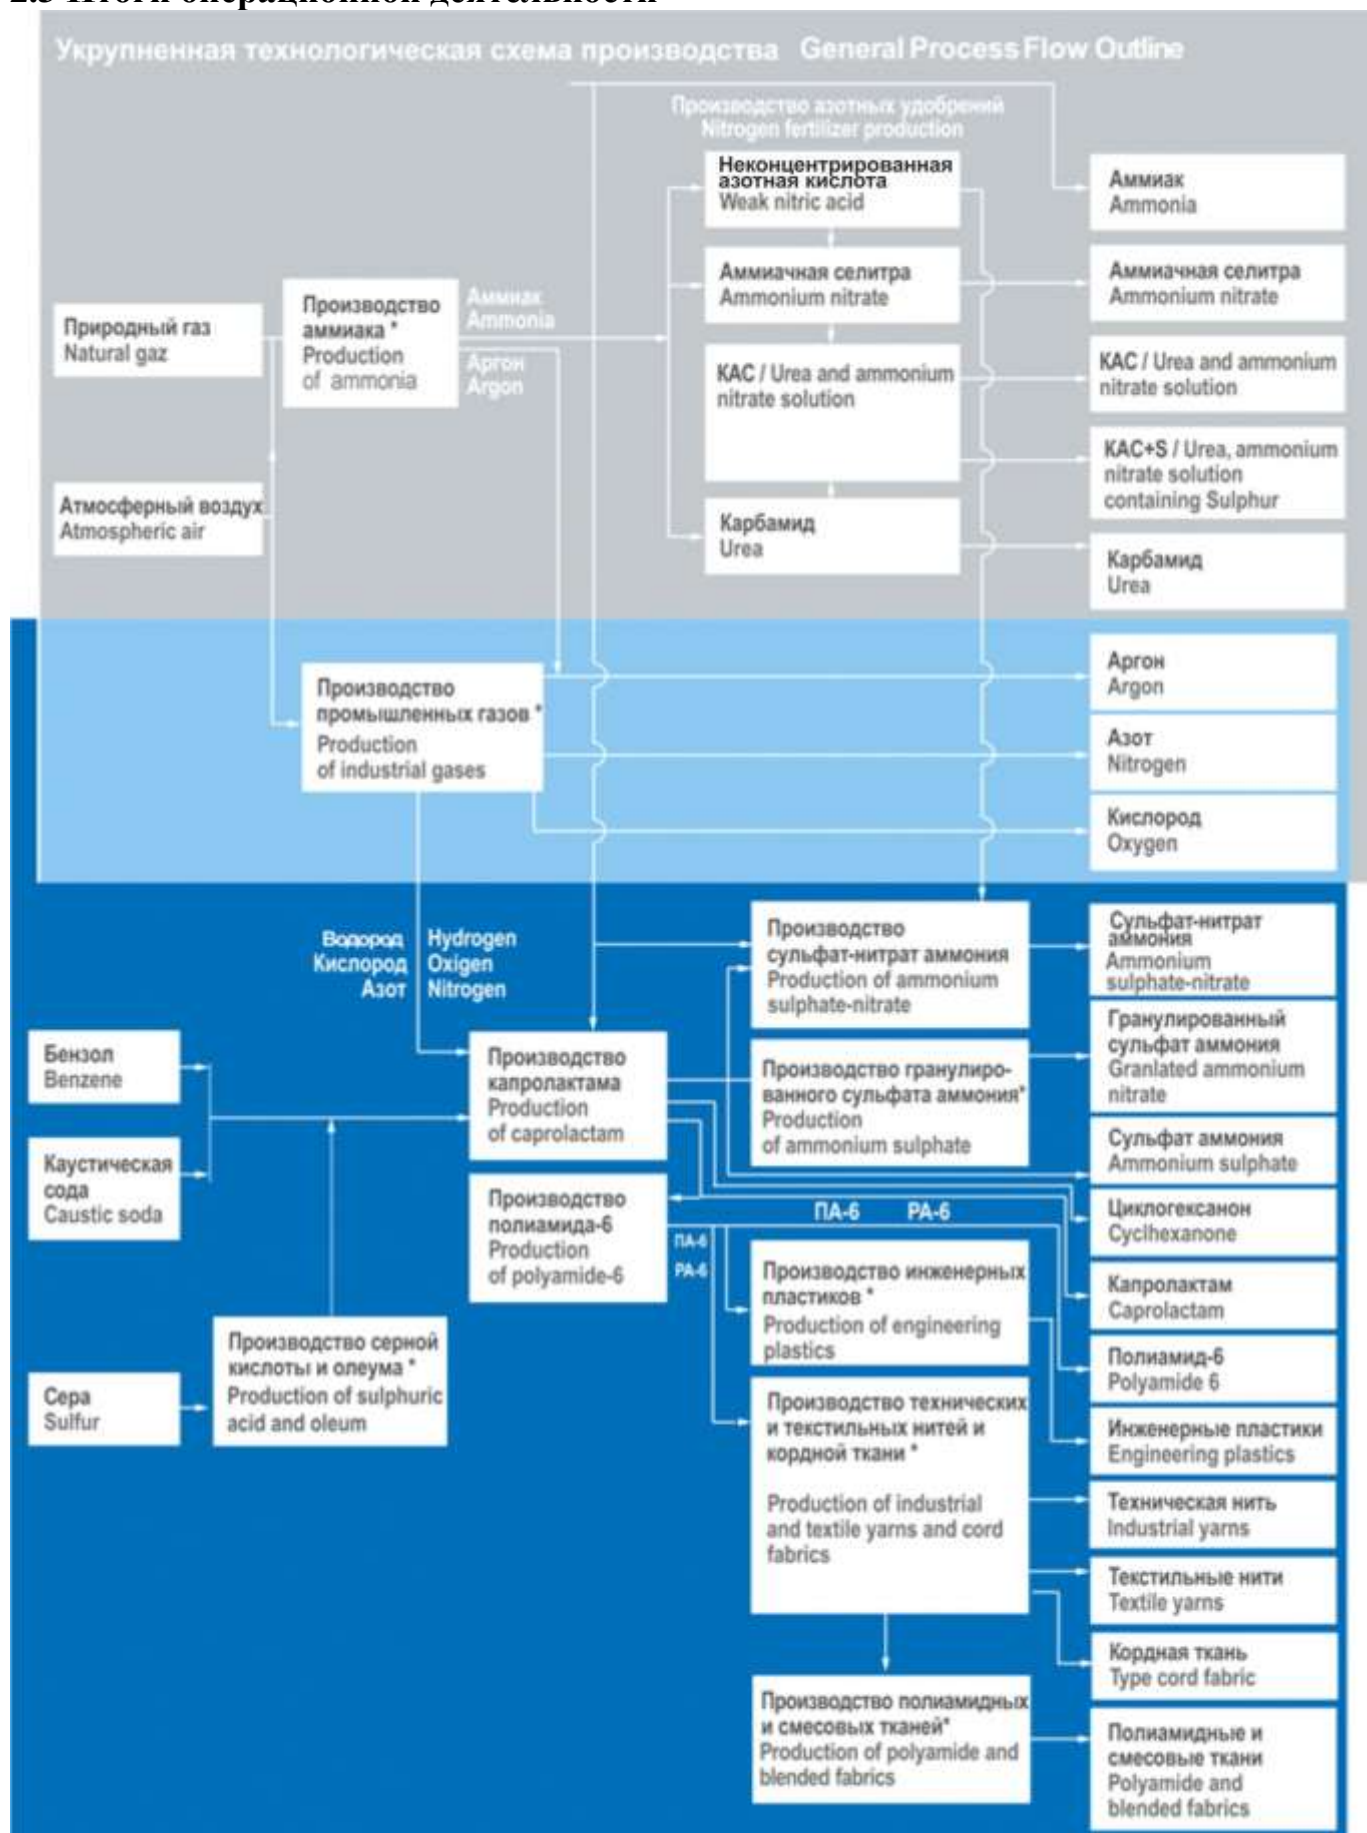 2.3 Итоги операционной деятельности
Укрупненная технологическая схема производства General Process Flow Outline
Производство азотных удобрений
Nitrogen fertilizer production
Неконцентрированная
азотная кислота
Weak nitric acid
Аммиак
Ammonia
Аммиачная селитра
Ammonium nitrate
Аммиачная селитра
Ammonium nitrate
Природный газ
Natural gaz
Производство
аммиака *
Production
of ammonia
Аммиак
Ammonia
Аргон
Argon
КАС / Urea and ammonium
nitrate solution
КАС / Urea and ammonium
nitrate solution
КАС+S / Urea, ammonium
nitrate solution
containing Sulphur
Атмосферный воздух
Atmospheric air
Карбамид
Urea
Карбамид
Urea
Производство
промышленных газов *
Production
of industrial gases
Аргон
Argon
Азот
Nitrogen
Кислород
Oxygen
Водород
Кислород
Азот
Hydrogen
Oxigen
Nitrogen
Производство
сульфат-нитрат аммония
Production of ammonium
sulphate-nitrate
Сульфат-нитрат
аммония
Ammonium
sulphate-nitrate
Бензол
Benzene
Производство
капролактама
Production
of caprolactam
Производство гранулиро-
ванного сульфата аммония*
Production
of ammonium sulphate
Гранулированный
сульфат аммония
Granlated ammonium
nitrate
Сульфат аммония
Ammonium sulphate
Каустическая
сода
Caustic soda
Производство
полиамида-6
Production
of polyamide-6
ПА-6
РА-6
ПА-6 РА-6
Циклогексанон
Cyclhexanone
Производство инженерных
пластиков *
Production of engineering
plastics
Капролактам
Caprolactam
Производство серной
кислоты и олеума *
Production of sulphuric
acid and oleum
Полиамид-6
Polyamide 6
Сера
Sulfur
Производство технических
и текстильных нитей и
кордной ткани *
Production of industrial
and textile yarns and cord
fabrics
Инженерные пластики
Engineering plastics
Техническая нить
Industrial yarns
Текстильные нити
Textile yarns
Кордная ткань
Type cord fabric
Производство полиамидных
и смесовых тканей*
Production of polyamide and
blended fabrics
Полиамидные и
смесовые ткани
Polyamide and
blended fabrics